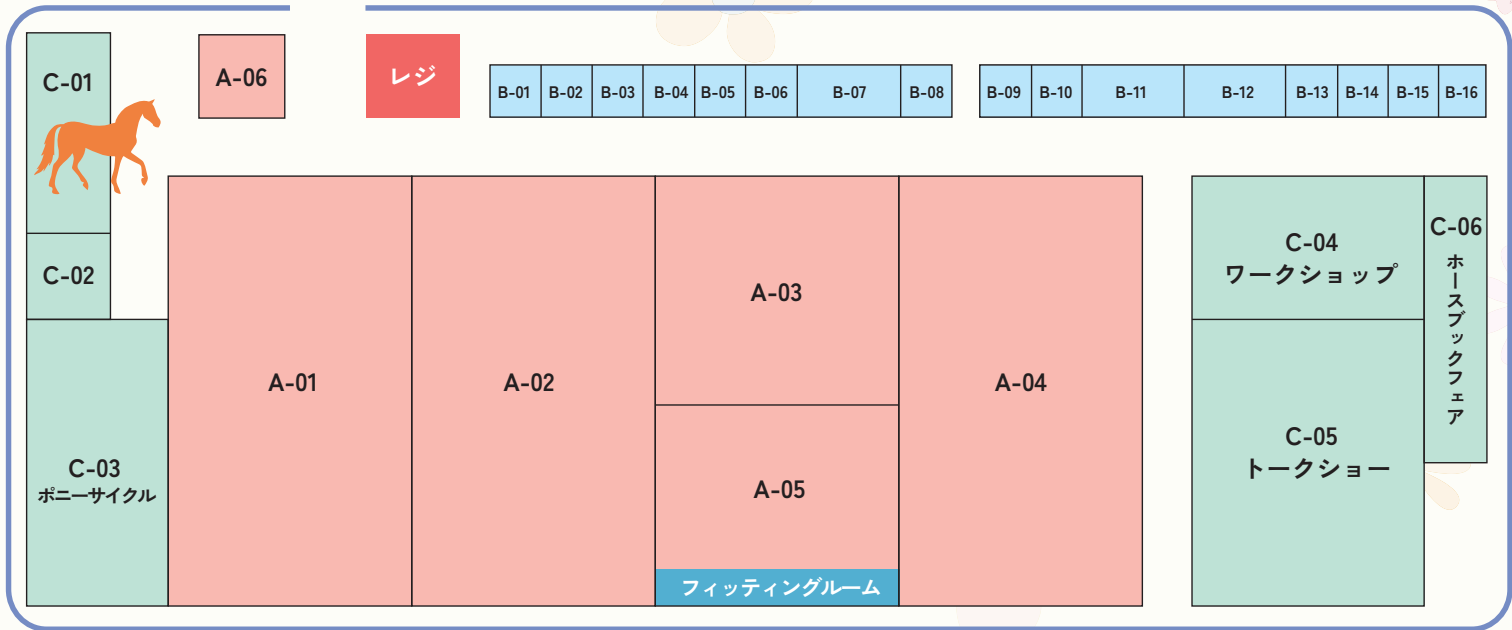 C-01
A-06
レジ
B-01
B-02
B-03
B-04
B-05
B-06
B-07
B-08
B-09
B-10
B-11
B-12
B-13
B-14
B-15
B-16
C-02
C-03
ポニーサイクル
A-01
A-02
A-03
A-05
フィッティングルーム
A-04
C-04
ワークショップ
C-05
トークショー
C-06
ホースブックフェア